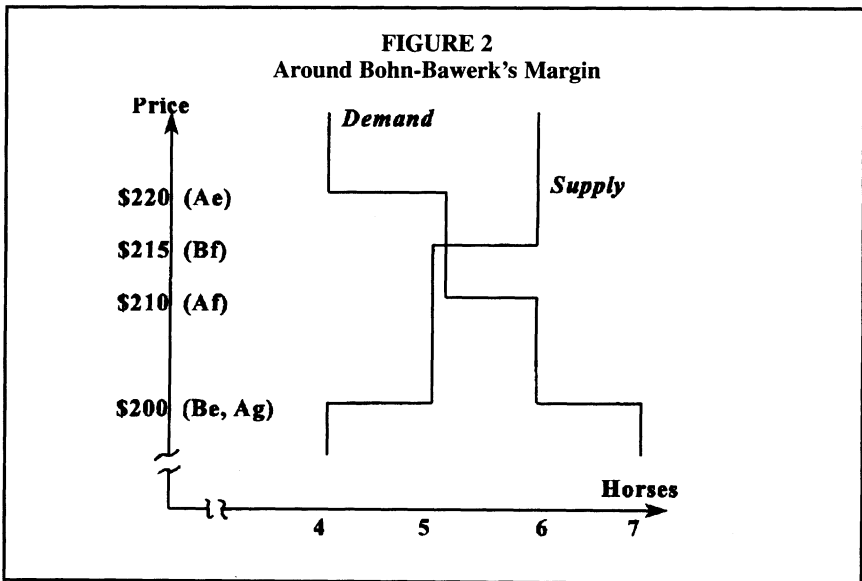 FIGURE 2
Around Bohn-Bawerk's Margin
Price
Demand
$220 (Ae)
Supply
$215 (Bf)
$210 (Af)
$200 (Be, Ag)
Horses
4 5 6 7